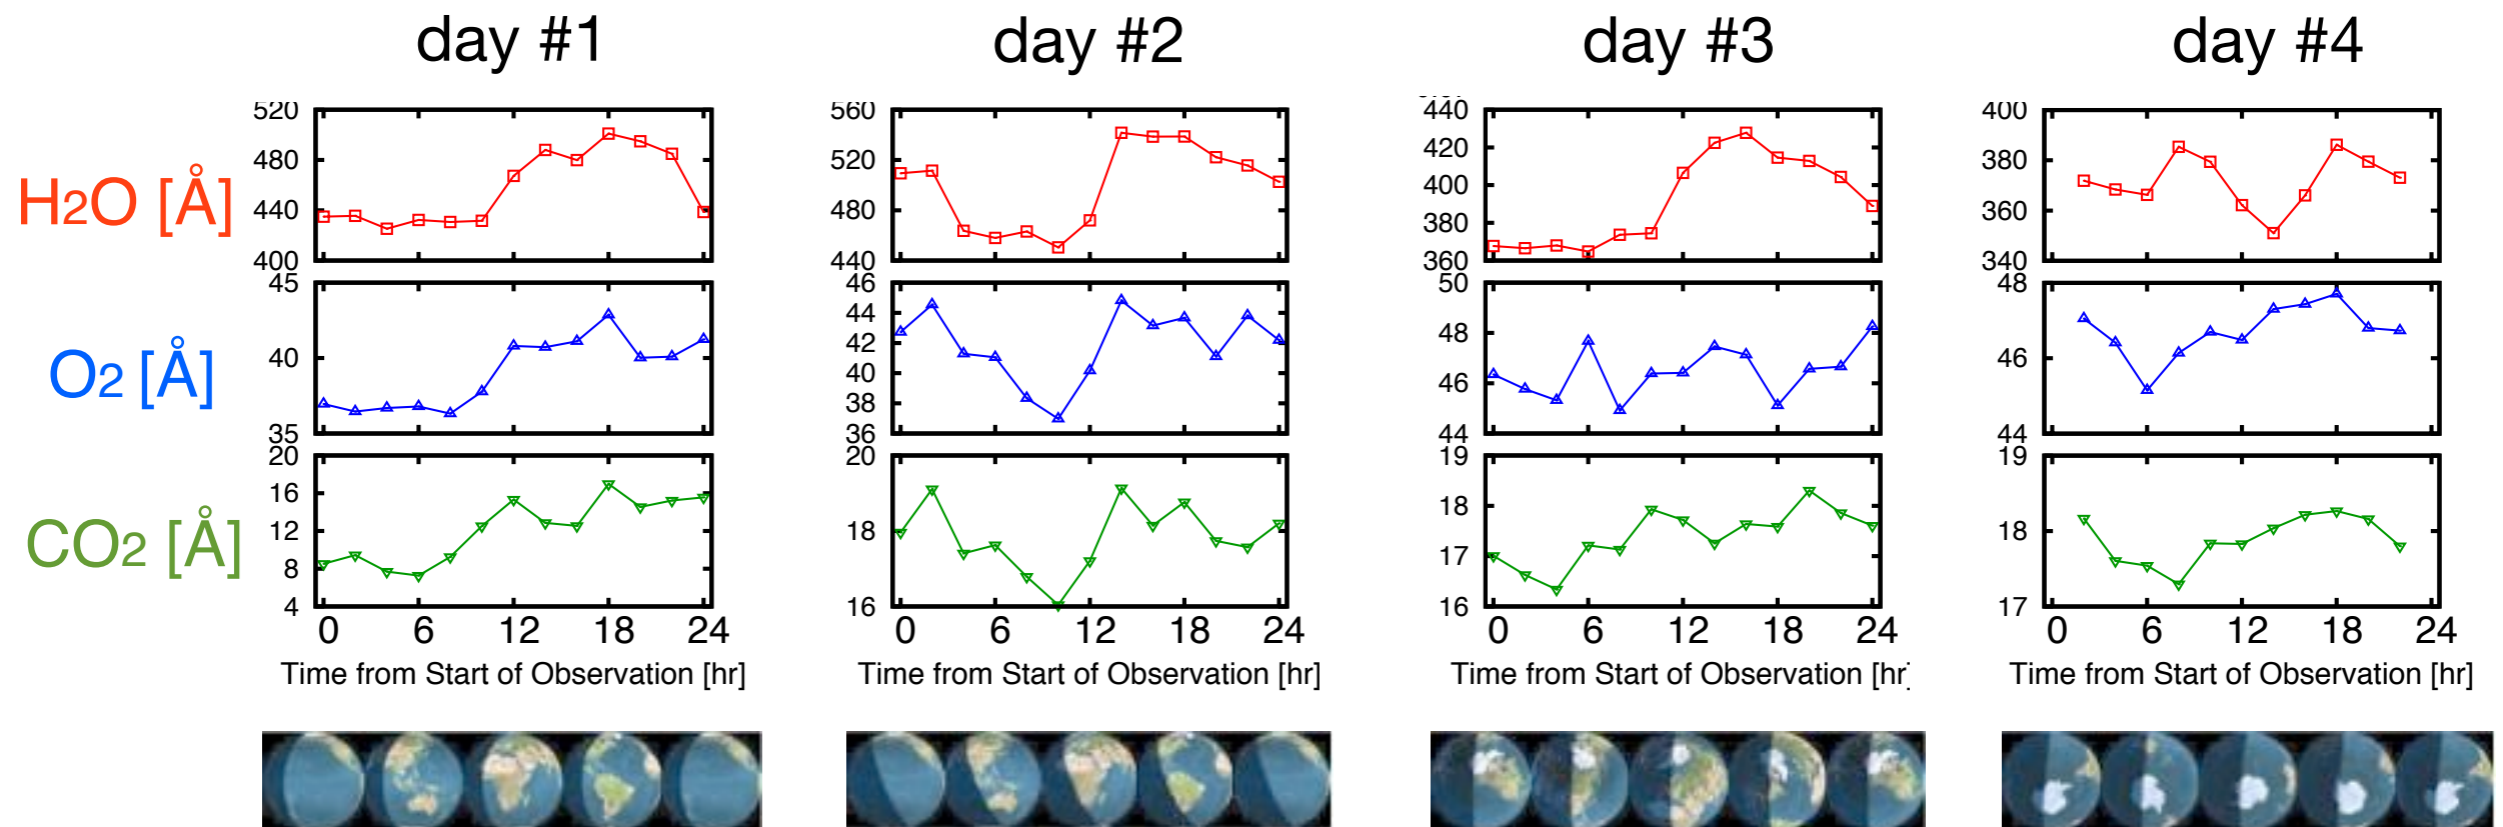 day #1 day #2 day #3 day #4
520 560 440 400
480 520 420 380
440 480 400 360
400 440 380 340
360
H2O [Å]
45 46 50 48
40 44 48 46
35 42 46 44
40 44
38
36
O2 [Å]
20 20 19 19
16 18 18 18
12 16 17 17
8 16
4
CO2 [Å]
0 6 12 18 24 0 6 12 18 24 0 6 12 18 24 0 6 12 18 24
Time from Start of Observation [hr] Time from Start of Observation [hr] Time from Start of Observation [hr] Time from Start of Observation [hr]